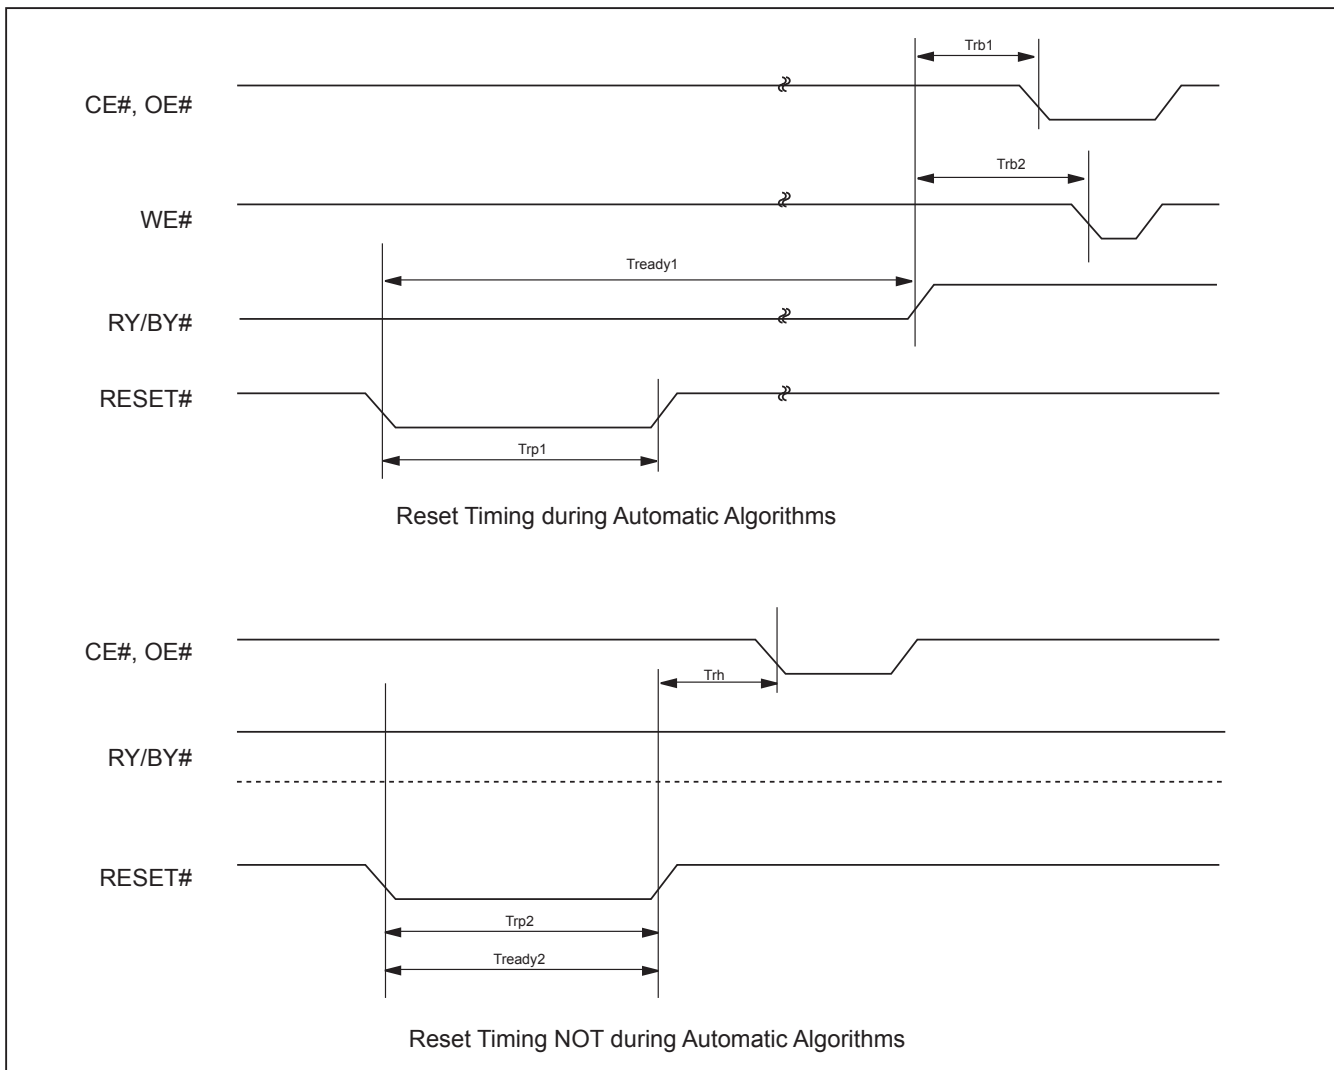 Trb1
CE#, OE#
Trb2
WE#
Tready1
RY/BY#
RESET#
Trp1
Reset Timing during Automatic Algorithms
CE#, OE#
Trh
RY/BY#
RESET#
Trp2
Tready2
Reset Timing NOT during Automatic Algorithms